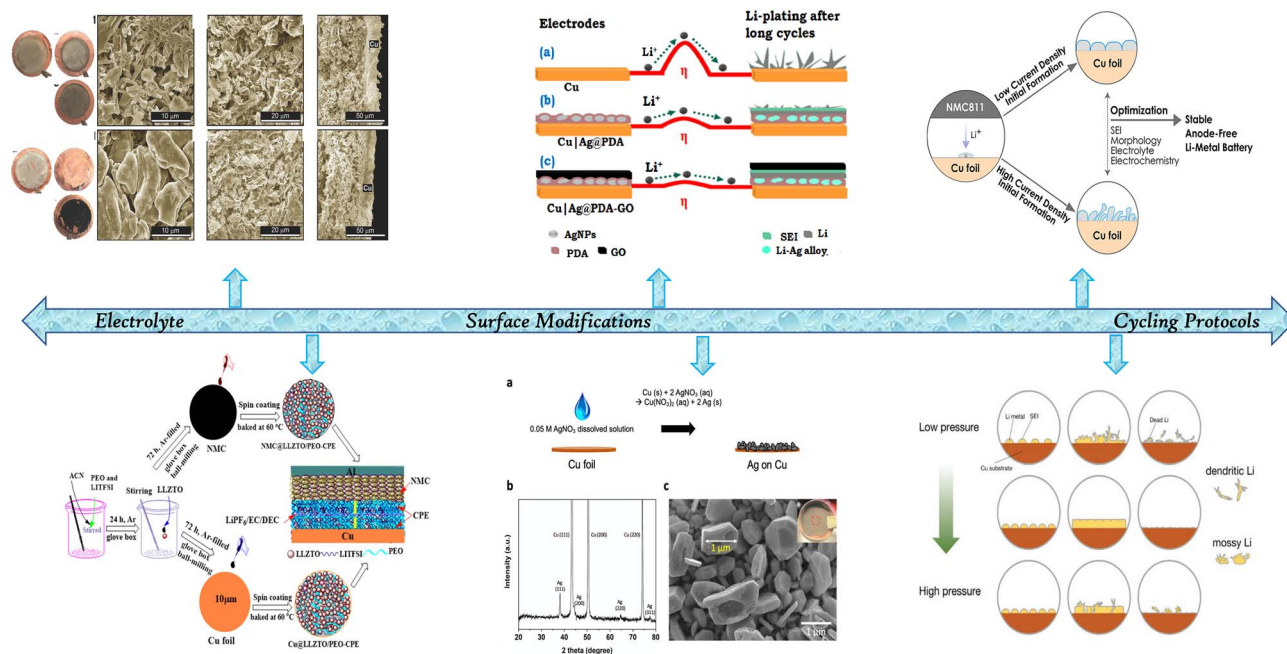 10 μm
20 μm
Cu
50 μm
10 μm
20 μm
Cu
50 μm
Electrodes
Li-plating after
long cycles
(a)
Li⁺
η
Cu
(b)
Li⁺
η
Cu|Ag@PDA
(c)
Li⁺
η
Cu|Ag@PDA-GO
AgNPs
PDA
GO
SEI
Li
Li-Ag alloy
NMC811
Li⁺
Cu foil
Low Current Density
Initial Formation
High Current Density
Initial Formation
Cu foil
Optimization
SEI
Morphology
Electrolyte
Electrochemistry
Stable
Anode-Free
Li-Metal Battery
Cu foil
Electrolyte
Surface Modifications
Cycling Protocols
ACN
PEO and
LITFSI
Stirred
24 h, Ar
glove box
Stirring
LLZTO
72 h, Ar-filled
glove box
ball-milling
NMC
Spin coating
baked at 60 °C
NMC@LLZTO/PEO-CPE
72 h, Ar-filled
glove box
ball-milling
10μm
Cu foil
Spin coating
baked at 60 °C
Cu@LLZTO/PEO-CPE
Al
NMC
CPE
LiPF₆/EC/DEC
Cu
LLZTO
LITFSI
PEO
a
0.05 M AgNO₃ dissolved solution
Cu foil
Cu (s) + 2 AgNO₃ (aq)
→ Cu(NO₃)₂ (aq) + 2 Ag (s)
Ag on Cu
b
Intensity (a.u.)
Cu (111)
Cu (200)
Cu (220)
Ag
(111)
Ag
(200)
Ag
(220)
Ag
(311)
20 30 40 50 60 70 80
2 theta (degree)
c
1 μm
1 μm
Low pressure
High pressure
Li metal
SEI
Cu substrate
Dead Li
dendritic Li
mossy Li